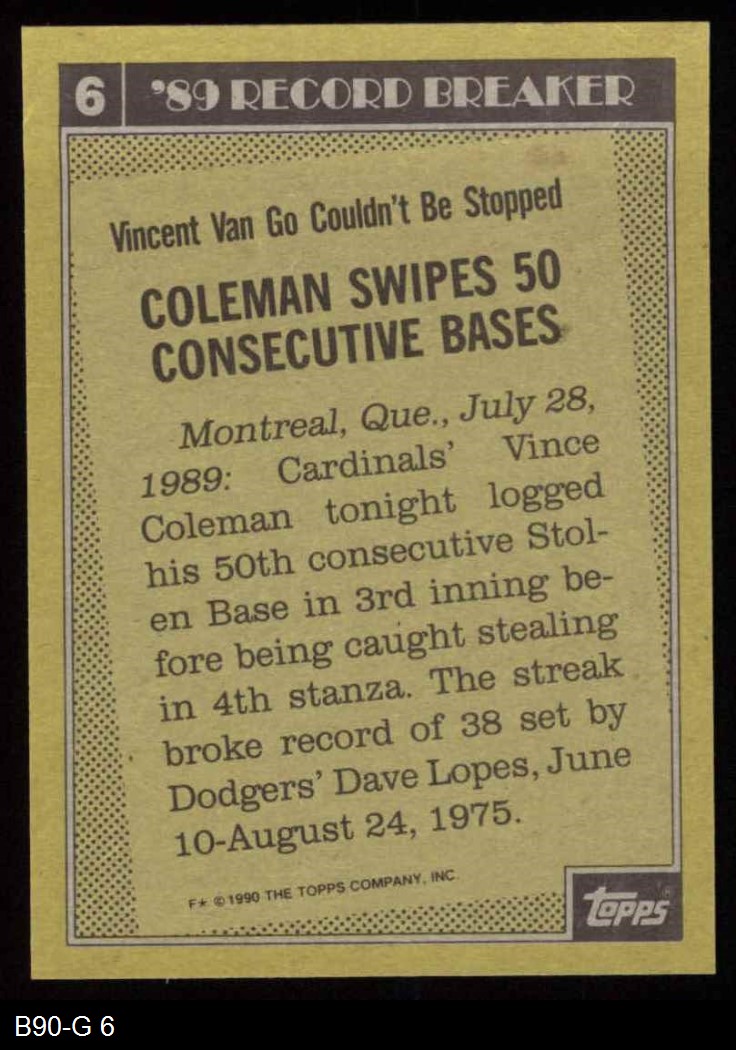 6 '89 RECORD BREAKER
Vincent Van Go Couldn't Be Stopped
COLEMAN SWIPES 50
CONSECUTIVE BASES
Montreal, Que., July 28,
1989: Cardinals' Vince
Coleman tonight logged
his 50th consecutive Stol-
en Base in 3rd inning be-
fore being caught stealing
in 4th stanza. The streak
broke record of 38 set by
Dodgers' Dave Lopes, June
10-August 24, 1975.
F★ ©1990 THE TOPPS COMPANY, INC.
topps®
B90-G 6